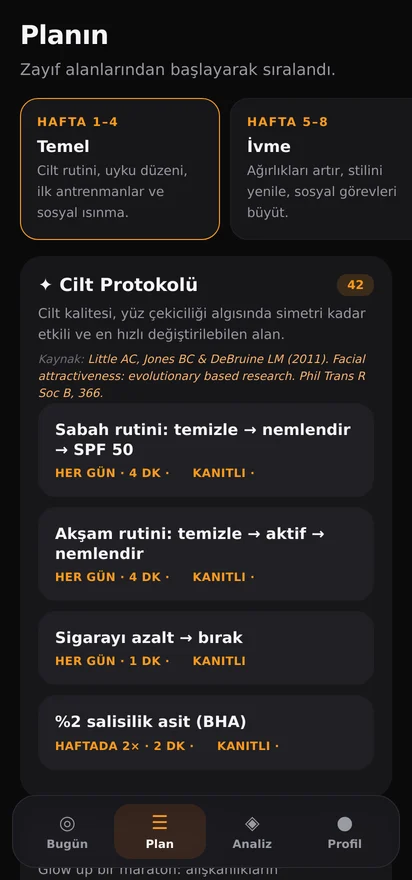 Planın
Zayıf alanlarından başlayarak sıralandı.
HAFTA 1–4
Temel
Cilt rutini, uyku düzeni,
ilk antrenmanlar ve
sosyal ısınma.
HAFTA 5–8
İvme
Ağırlıkları artır, stilini
yenile, sosyal görevleri
büyüt.
✦ Cilt Protokolü
42
Cilt kalitesi, yüz çekiciliği algısında simetri kadar
etkili ve en hızlı değiştirilebilen alan.
Kaynak: Little AC, Jones BC & DeBruine LM (2011). Facial
attractiveness: evolutionary based research. Phil Trans R
Soc B, 366.
Sabah rutini: temizle → nemlendir
→ SPF 50
HER GÜN · 4 DK · KANITLI ·
Akşam rutini: temizle → aktif →
nemlendir
HER GÜN · 4 DK · KANITLI ·
Sigarayı azalt → bırak
HER GÜN · 1 DK · KANITLI
%2 salisilik asit (BHA)
HAFTADA 2× · 2 DK · KANITLI ·
Bugün
Plan
Analiz
Profil
Glow up bir maraton: alışkanlıkların